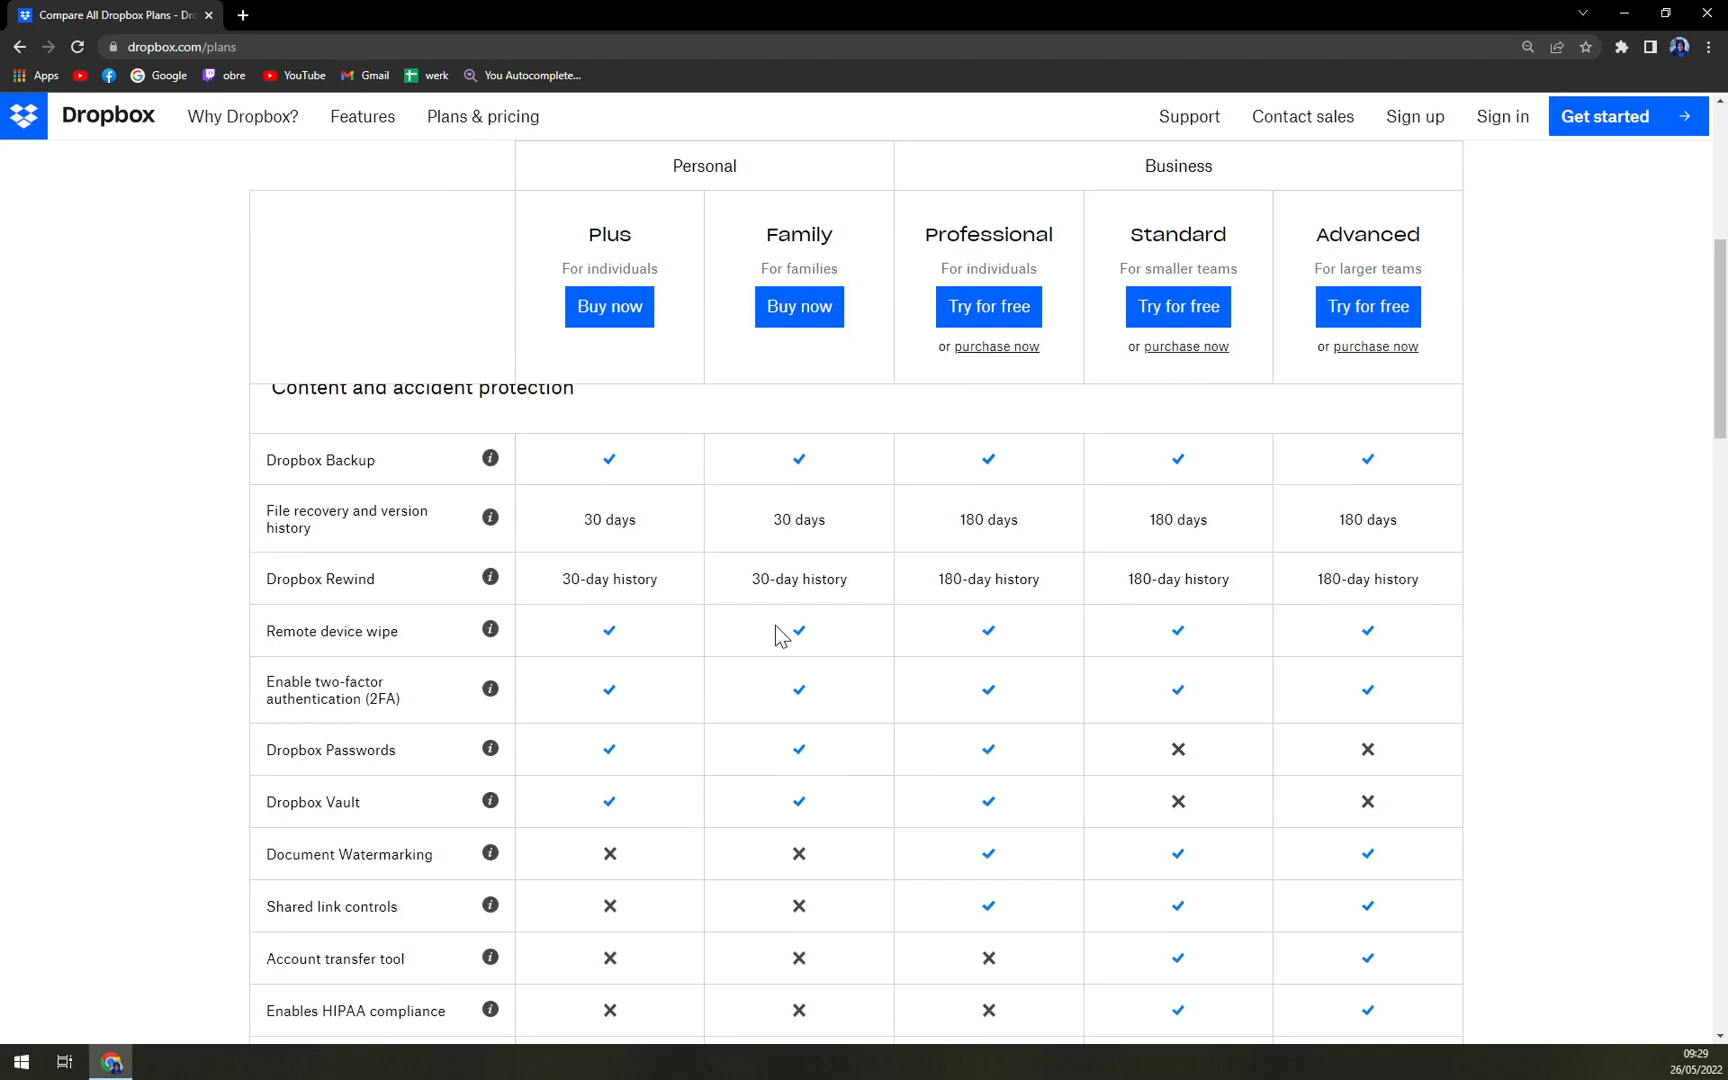 Compare All Dropbox Plans - Dro
dropbox.com/plans
Apps Google obre YouTube Gmail werk You Autocomplete...
Dropbox Why Dropbox? Features Plans & pricing Support Contact sales Sign up Sign in Get started →
Personal Business
Plus Family Professional Standard Advanced
For individuals For families For individuals For smaller teams For larger teams
Buy now Buy now Try for free Try for free Try for free
or purchase now or purchase now or purchase now
Content and accident protection
Dropbox Backup
File recovery and version
history
30 days 30 days 180 days 180 days 180 days
Dropbox Rewind 30-day history 30-day history 180-day history 180-day history 180-day history
Remote device wipe
Enable two-factor
authentication (2FA)
Dropbox Passwords
Dropbox Vault
Document Watermarking
Shared link controls
Account transfer tool
Enables HIPAA compliance
09:29
26/05/2022